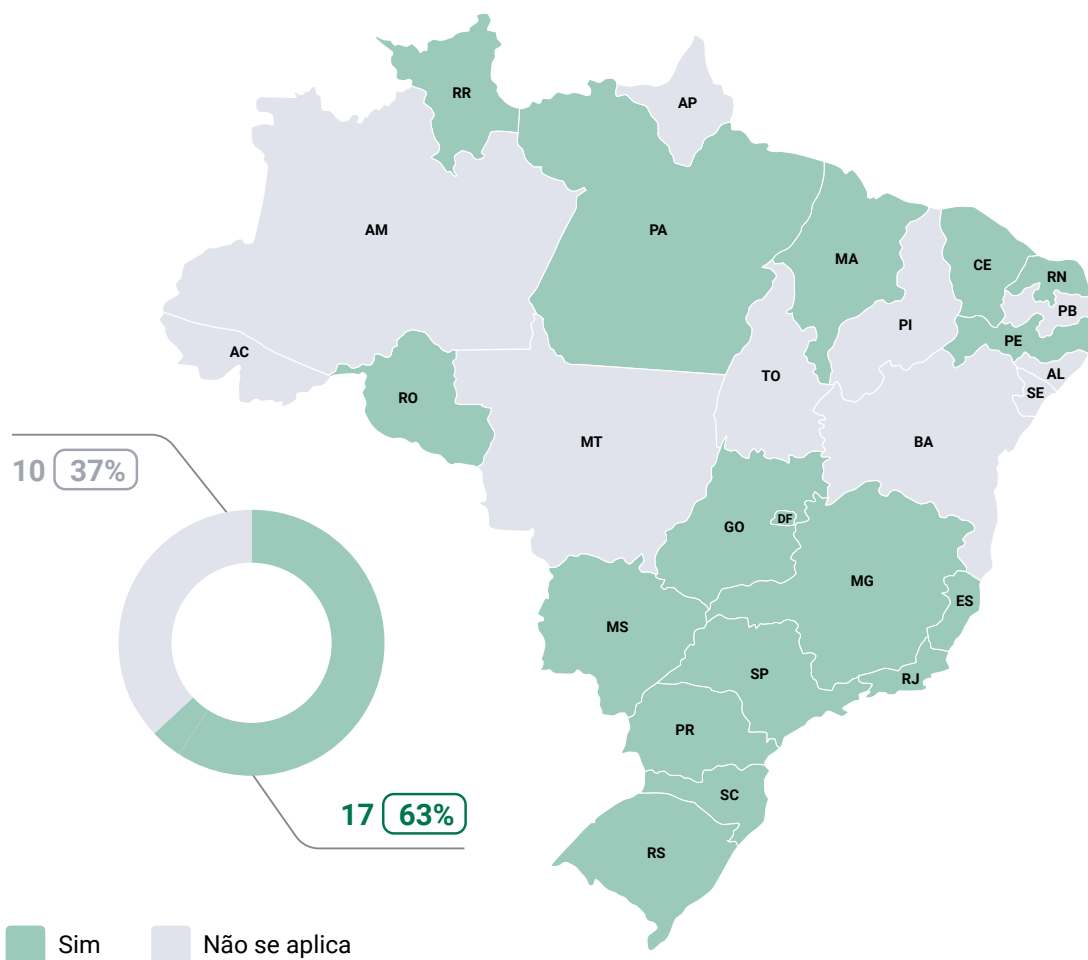 RR
AP
AM
PA
MA
CE
RN
PB
PI
PE
AC
TO
AL
SE
RO
MT
BA
10 37%
GO
DF
MG
ES
MS
SP
RJ
PR
SC
17 63%
RS
Sim
Não se aplica